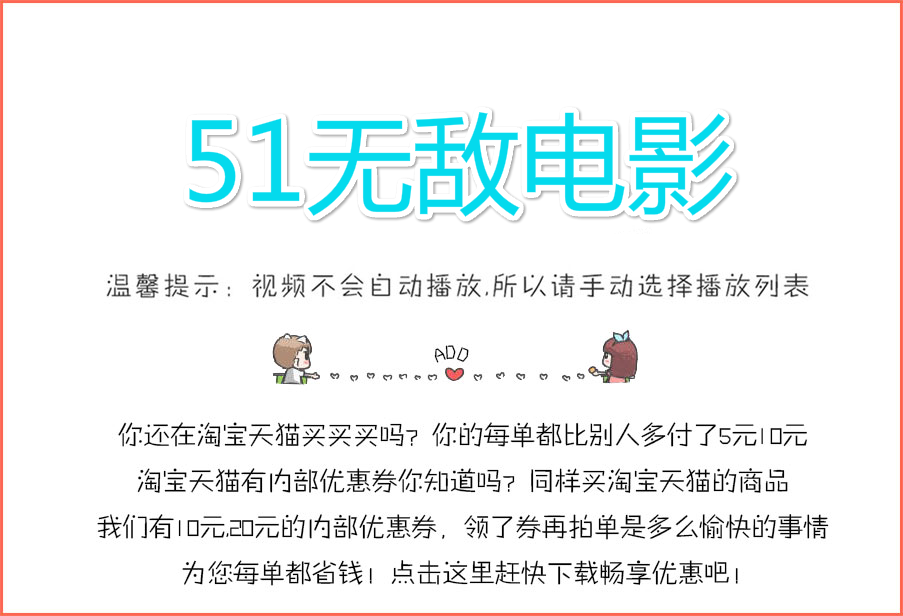 51无敌电影
温馨提示：视频不会自动播放,所以请手动选择播放列表
ADD
你还在淘宝天猫买买买吗?你的每单都比别人多付了5元10元
淘宝天猫有内部优惠券你知道吗?同样买淘宝天猫的商品
我们有10元,20元的内部优惠券，领了券再拍单是多么愉快的事情
为您每单都省钱!点击这里赶快下载畅享优惠吧!